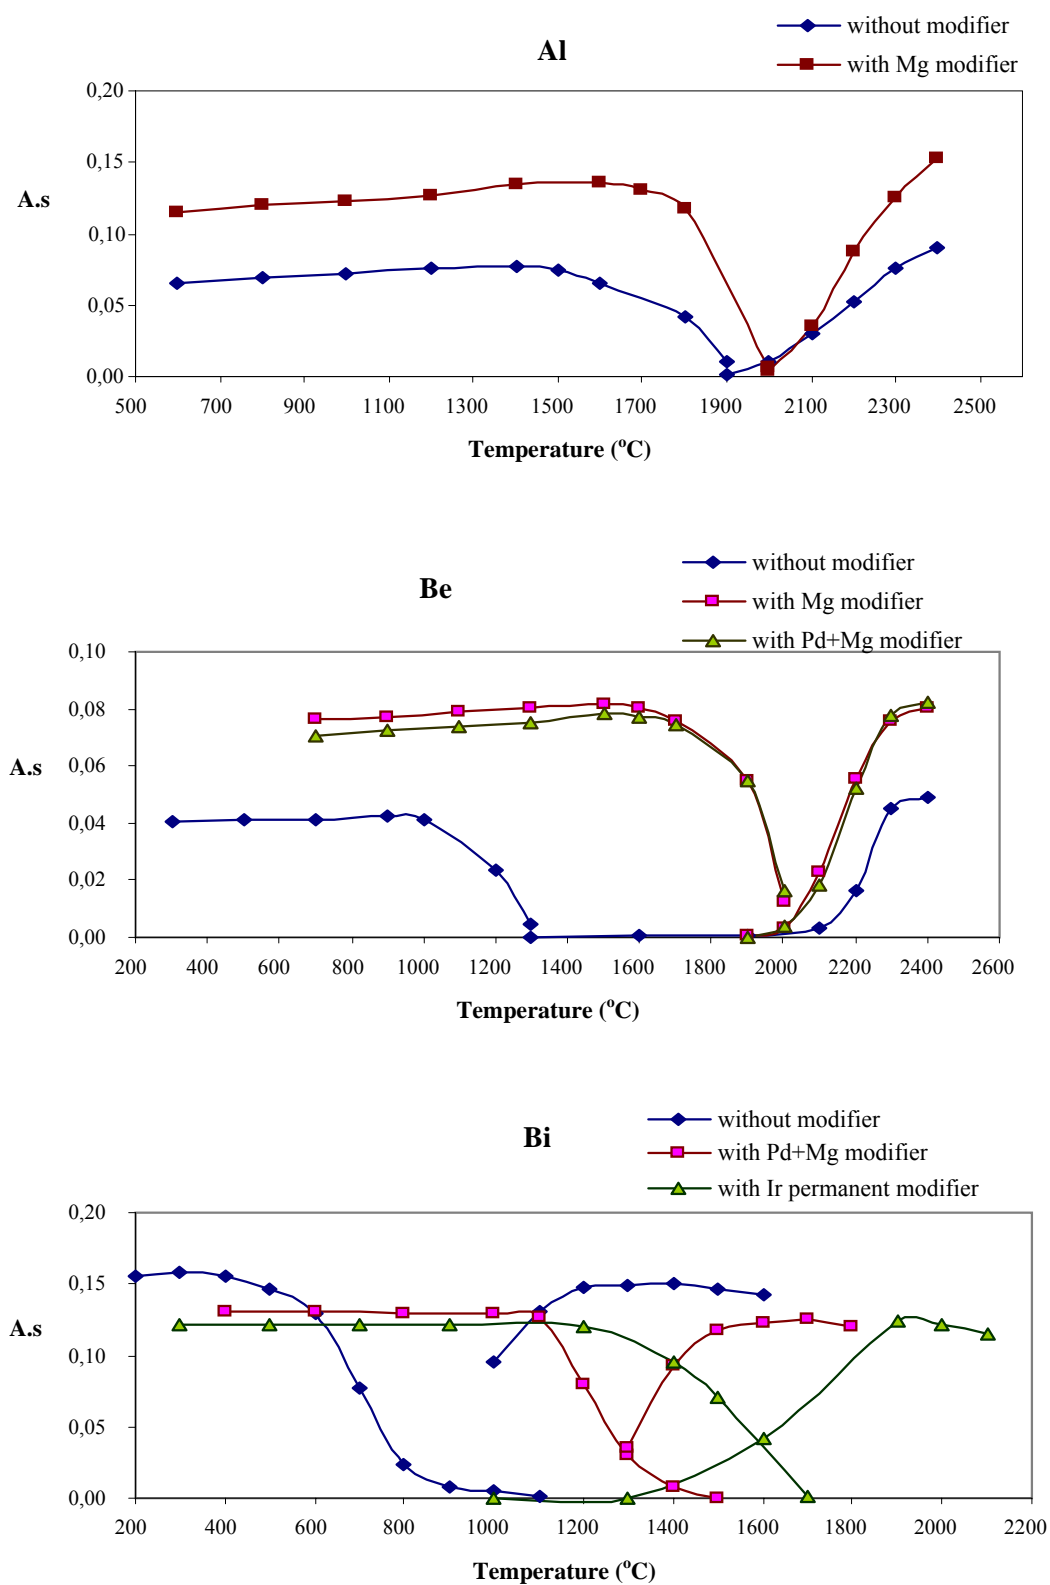 without modifier
Al
with Mg modifier
0,20
0,15
A.s
0,10
0,05
0,00
500 700 900 1100 1300 1500 1700 1900 2100 2300 2500
Temperature (°C)
without modifier
Be
with Mg modifier
with Pd+Mg modifier
0,10
0,08
A.s
0,06
0,04
0,02
0,00
200 400 600 800 1000 1200 1400 1600 1800 2000 2200 2400 2600
Temperature (°C)
without modifier
Bi
with Pd+Mg modifier
with Ir permanent modifier
0,20
0,15
A.s
0,10
0,05
0,00
200 400 600 800 1000 1200 1400 1600 1800 2000 2200
Temperature (°C)